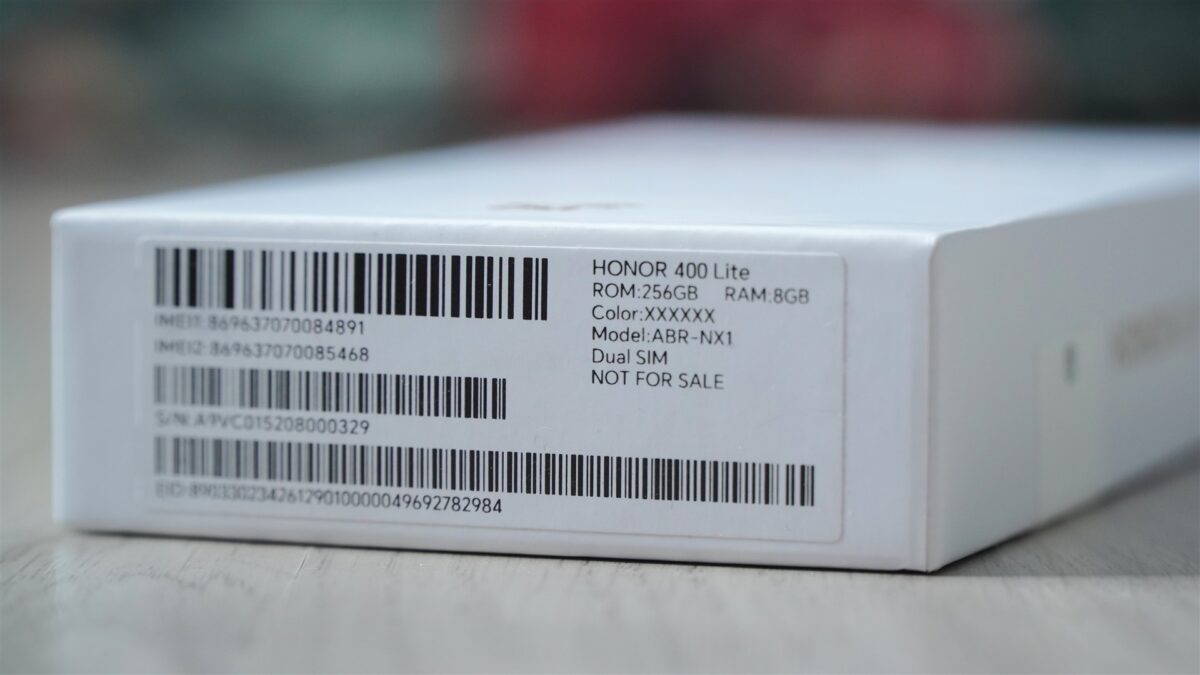 IMEI1:869637070084891
IMEI2:869637070085468
S/N:A9VC015208000329
EID:89033023426129010000049692782984
HONOR 400 Lite
ROM:256GB RAM:8GB
Color:XXXXXX
Model:ABR-NX1
Dual SIM
NOT FOR SALE